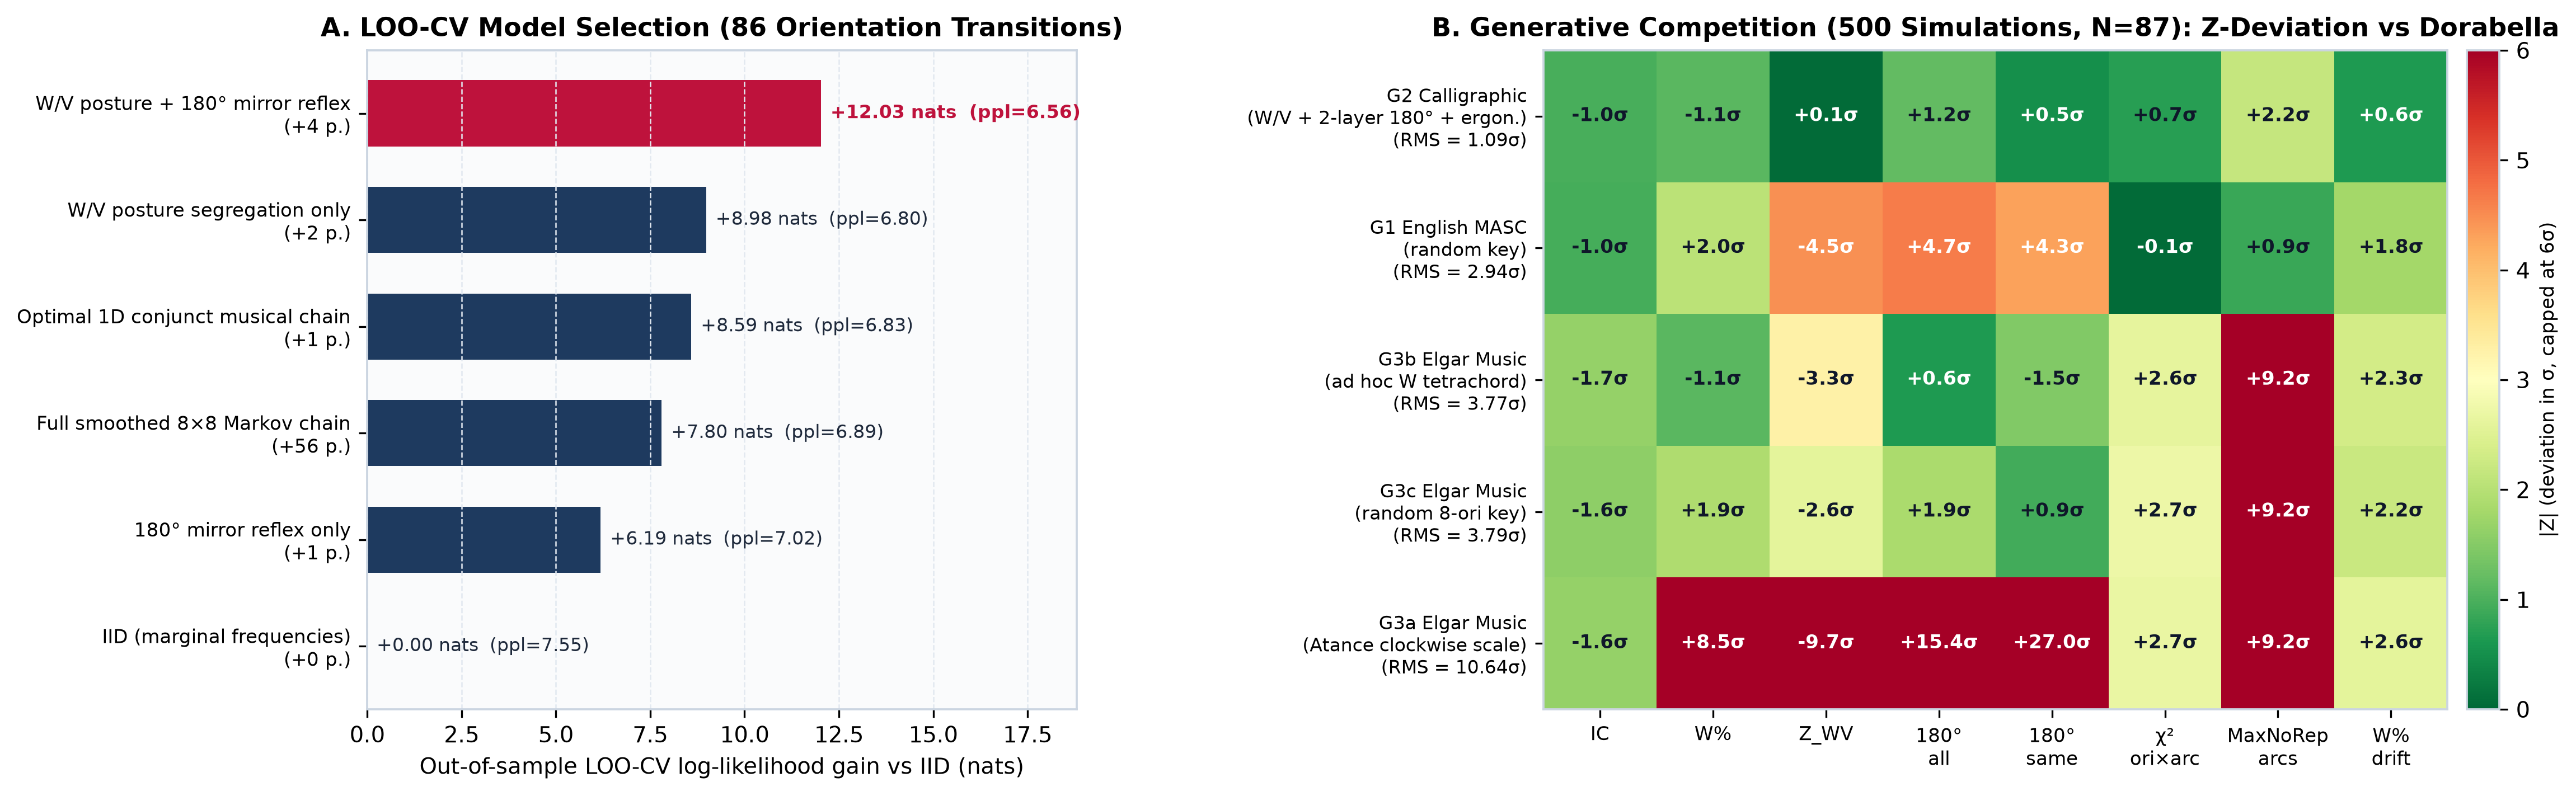 A. LOO-CV Model Selection (86 Orientation Transitions)
W/V posture + 180° mirror reflex
(+4 p.)
+12.03 nats  (ppl=6.56)
W/V posture segregation only
(+2 p.)
+8.98 nats  (ppl=6.80)
Optimal 1D conjunct musical chain
(+1 p.)
+8.59 nats  (ppl=6.83)
Full smoothed 8×8 Markov chain
(+56 p.)
+7.80 nats  (ppl=6.89)
180° mirror reflex only
(+1 p.)
+6.19 nats  (ppl=7.02)
IID (marginal frequencies)
(+0 p.)
+0.00 nats  (ppl=7.55)
0.0 2.5 5.0 7.5 10.0 12.5 15.0 17.5
Out-of-sample LOO-CV log-likelihood gain vs IID (nats)
B. Generative Competition (500 Simulations, N=87): Z-Deviation vs Dorabella
G2 Calligraphic
(W/V + 2-layer 180° + ergon.)
(RMS = 1.09σ)
-1.0σ -1.1σ +0.1σ +1.2σ +0.5σ +0.7σ +2.2σ +0.6σ
G1 English MASC
(random key)
(RMS = 2.94σ)
-1.0σ +2.0σ -4.5σ +4.7σ +4.3σ -0.1σ +0.9σ +1.8σ
G3b Elgar Music
(ad hoc W tetrachord)
(RMS = 3.77σ)
-1.7σ -1.1σ -3.3σ +0.6σ -1.5σ +2.6σ +9.2σ +2.3σ
G3c Elgar Music
(random 8-ori key)
(RMS = 3.79σ)
-1.6σ +1.9σ -2.6σ +1.9σ +0.9σ +2.7σ +9.2σ +2.2σ
G3a Elgar Music
(Atance clockwise scale)
(RMS = 10.64σ)
-1.6σ +8.5σ -9.7σ +15.4σ +27.0σ +2.7σ +9.2σ +2.6σ
IC W% Z_WV 180° 180° χ² MaxNoRep W%
all same ori×arc arcs drift
6
5
4
3
2
1
0
|Z| (deviation in σ, capped at 6σ)